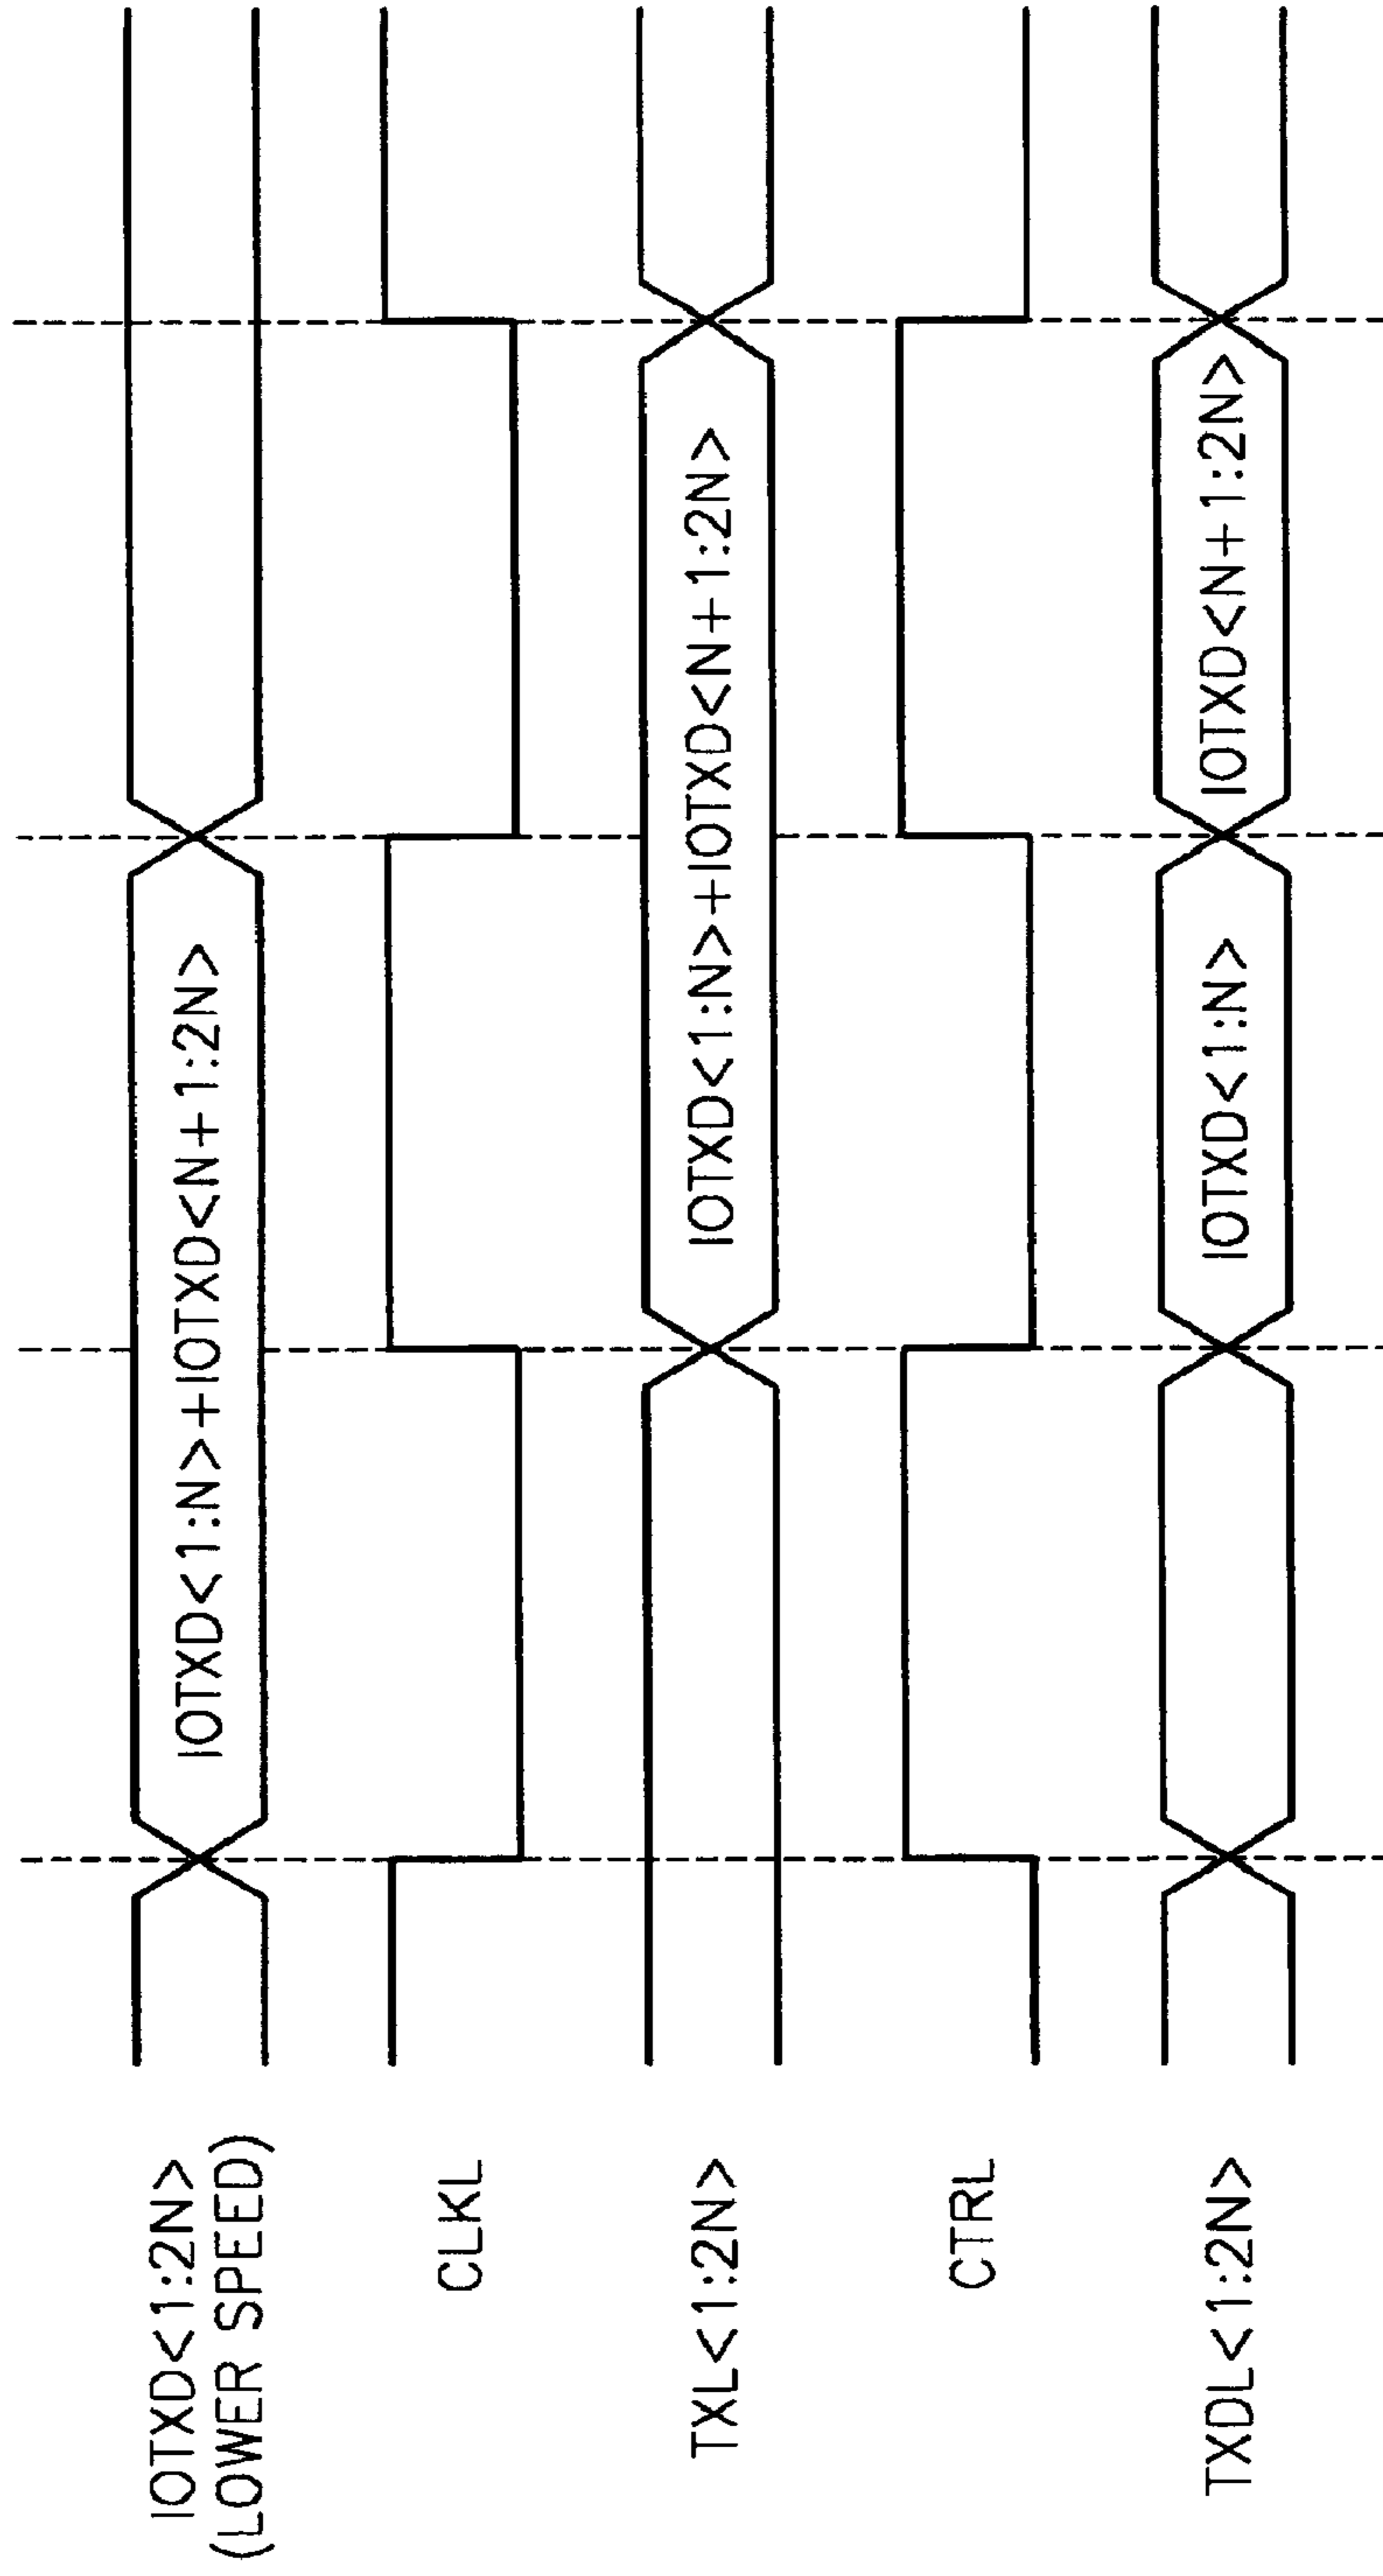 IOTXD<1:2N>
(LOWER SPEED)
IOTXD<1:N>+IOTXD<N+1:2N>
CLKL
TXL<1:2N>
IOTXD<1:N>+IOTXD<N+1:2N>
CTRL
TXDL<1:2N>
IOTXD<1:N>
IOTXD<N+1:2N>